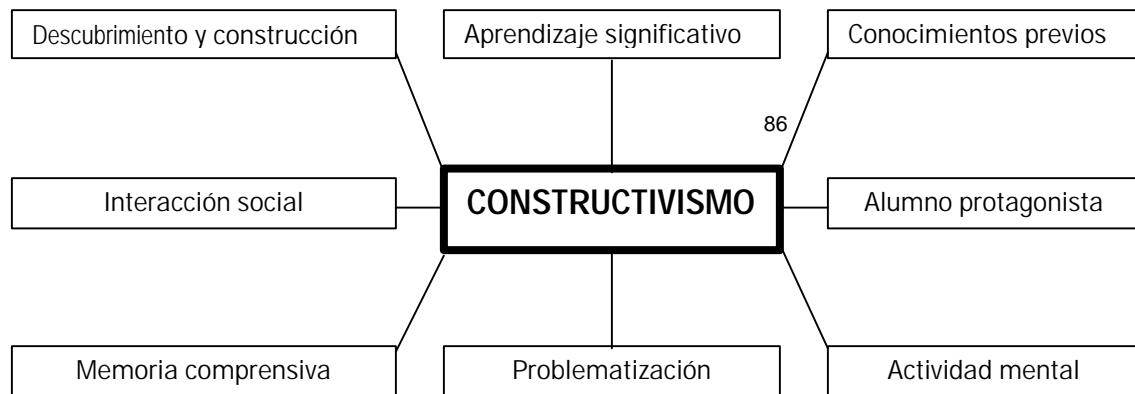 Descubrimiento y construcción
Aprendizaje significativo
Conocimientos previos
86
Interacción social
CONSTRUCTIVISMO
Alumno protagonista
Memoria comprensiva
Problematización
Actividad mental